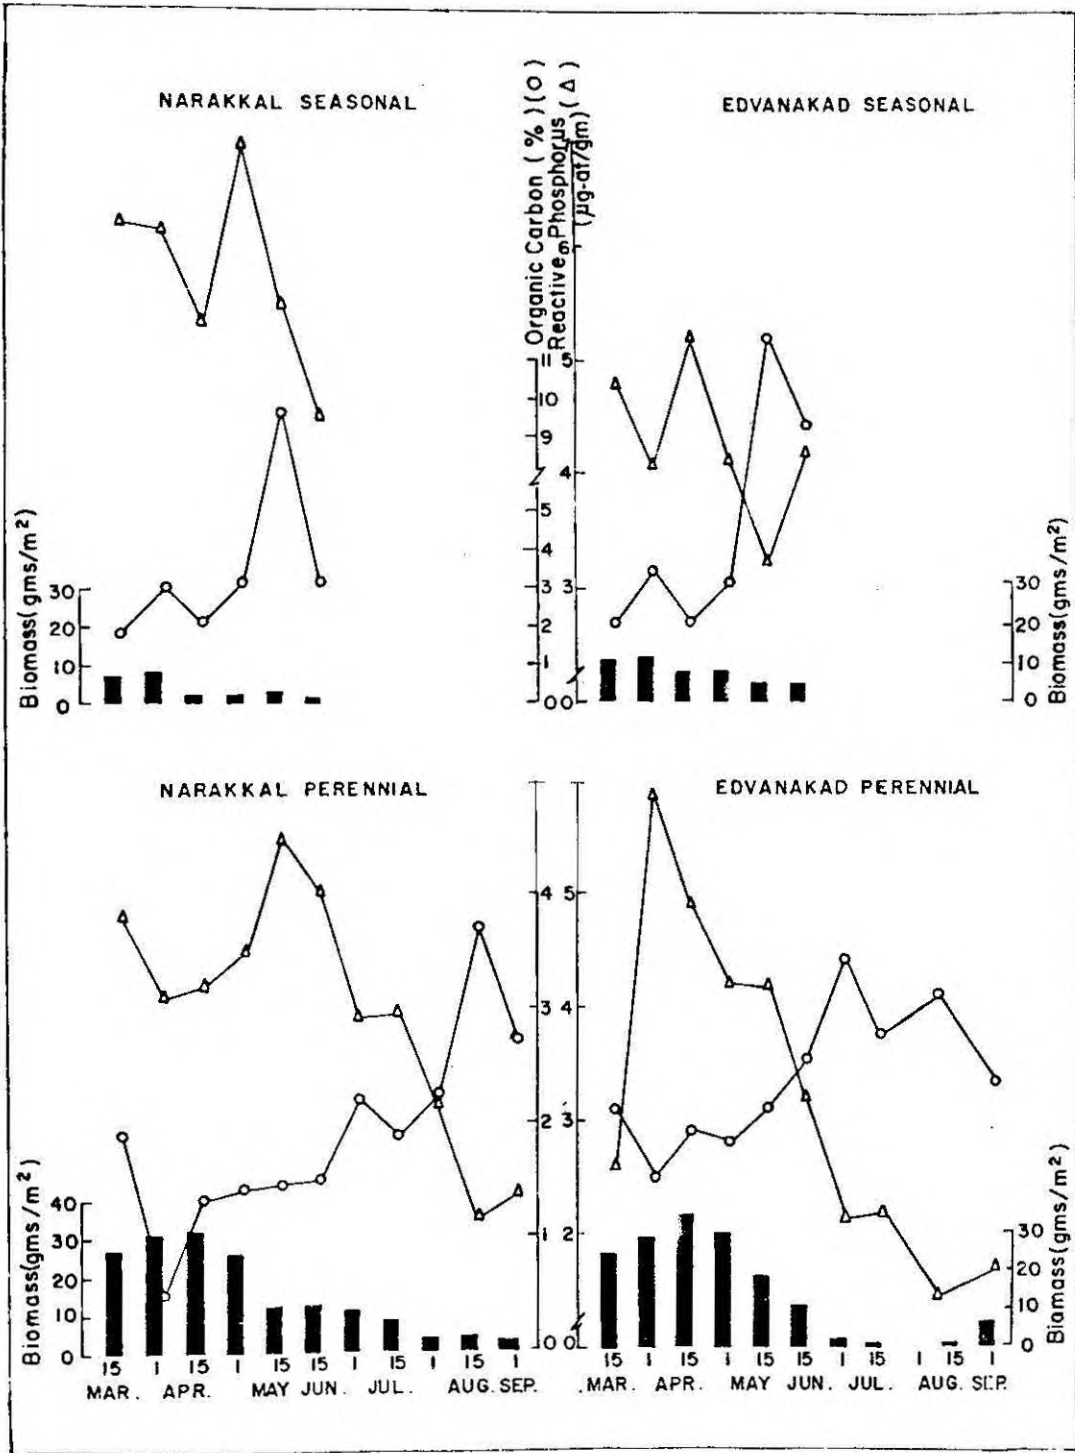 NARAKKAL SEASONAL
EDVANAKAD SEASONAL
Organic Carbon (%) (O)
Reactive Phosphorus (Δ)
(µg-at/gm)
11
10
9
5
4
3
2
1
0
7
6
5
4
3
0
Biomass(gms/m²)
30
20
10
0
Biomass(gms/m²)
30
20
10
0
NARAKKAL PERENNIAL
EDVANAKAD PERENNIAL
4 5
3 4
2 3
1 2
0 0
Biomass(gms/m²)
40
30
20
10
0
Biomass(gms/m²)
30
20
10
0
15 1 15 1 15 15 1 15 1 15 1
MAR. APR. MAY JUN. JUL. AUG. SEP.
15 1 15 1 15 15 1 15 1 15 1
MAR. APR. MAY JUN. JUL. AUG. SEP.